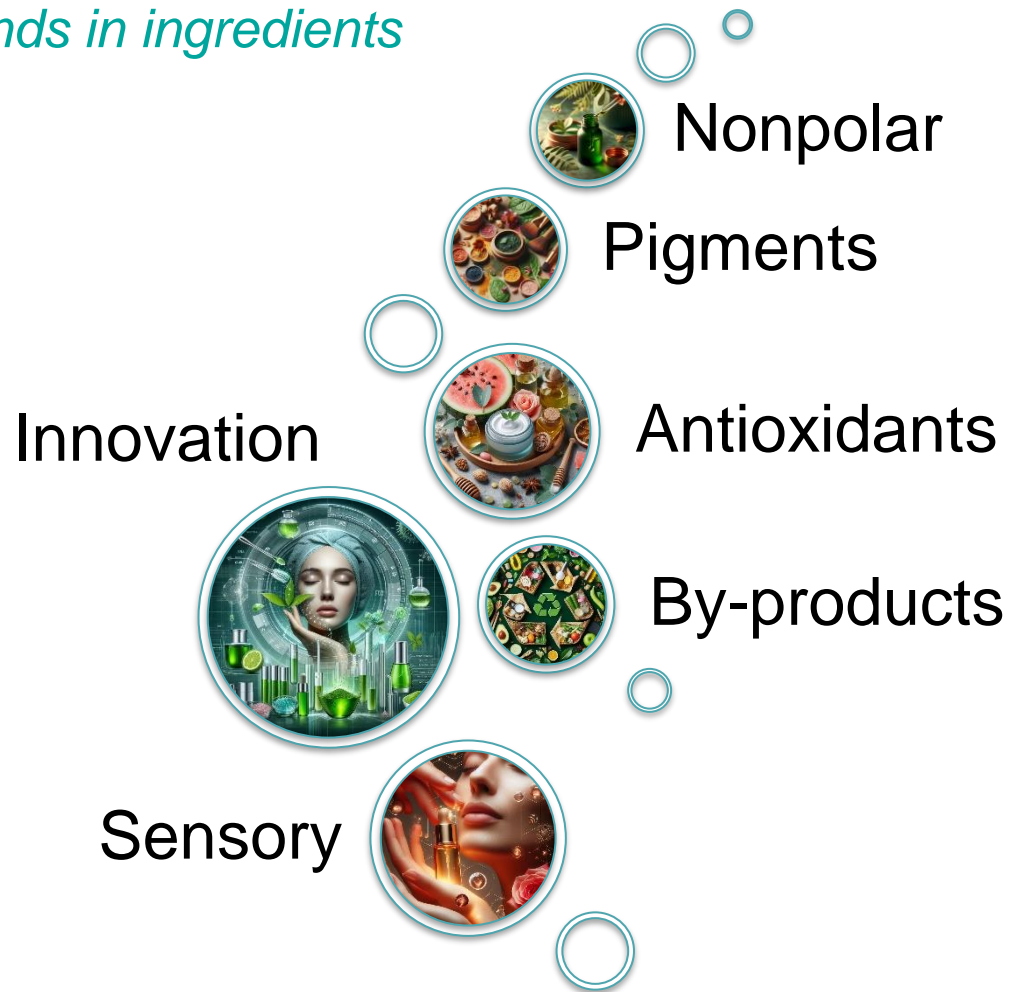 nds in ingredients
Nonpolar
Pigments
Innovation
Antioxidants
By-products
Sensory